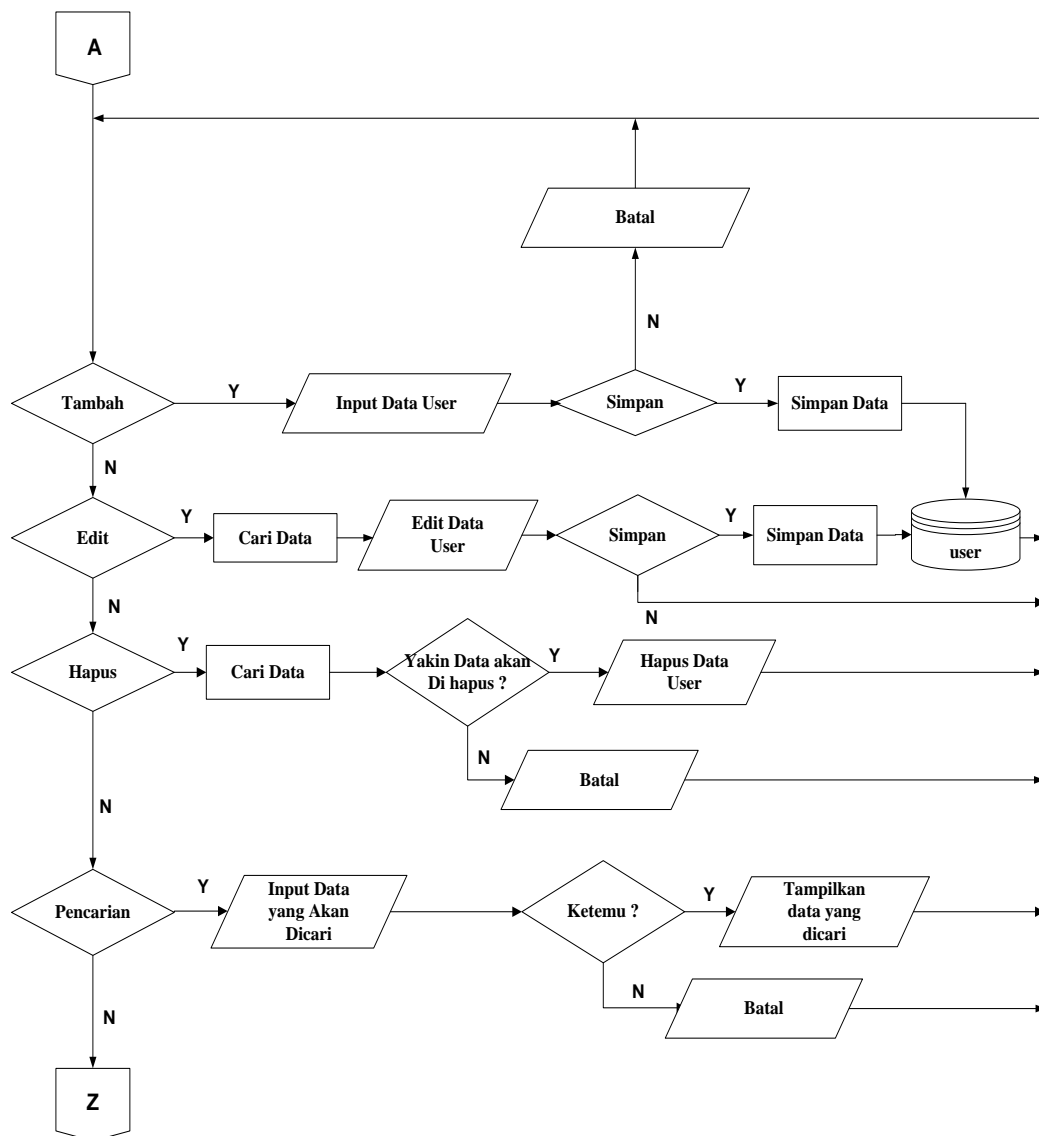 A
Batal
N
Tambah
Y
Input Data User
Simpan
Y
Simpan Data
N
Edit
Y
Cari Data
Edit Data
User
Simpan
Y
Simpan Data
user
N
N
Hapus
Y
Cari Data
Yakin Data akan
Di hapus ?
Y
Hapus Data
User
N
Batal
N
Pencarian
Y
Input Data
yang Akan
Dicari
Ketemu ?
Y
Tampilkan
data yang
dicari
N
Batal
N
Z